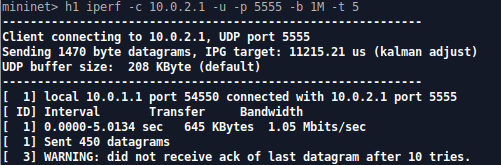 mininet> h1 iperf -c 10.0.2.1 -u -p 5555 -b 1M -t 5
------------------------------------------------------------
Client connecting to 10.0.2.1, UDP port 5555
Sending 1470 byte datagrams, IPG target: 11215.21 us (kalman adjust)
UDP buffer size:  208 KByte (default)
------------------------------------------------------------
[  1] local 10.0.1.1 port 54550 connected with 10.0.2.1 port 5555
[ ID] Interval       Transfer     Bandwidth
[  1] 0.0000-5.0134 sec   645 KBytes  1.05 Mbits/sec
[  1] Sent 450 datagrams
[  3] WARNING: did not receive ack of last datagram after 10 tries.